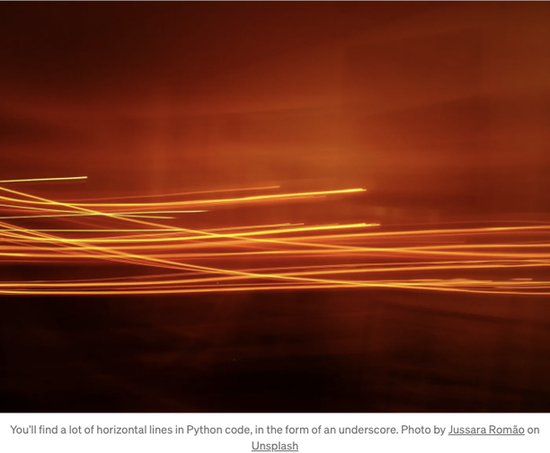 You'll find a lot of horizontal lines in Python code, in the form of an underscore. Photo by Jussara Romão on
Unsplash